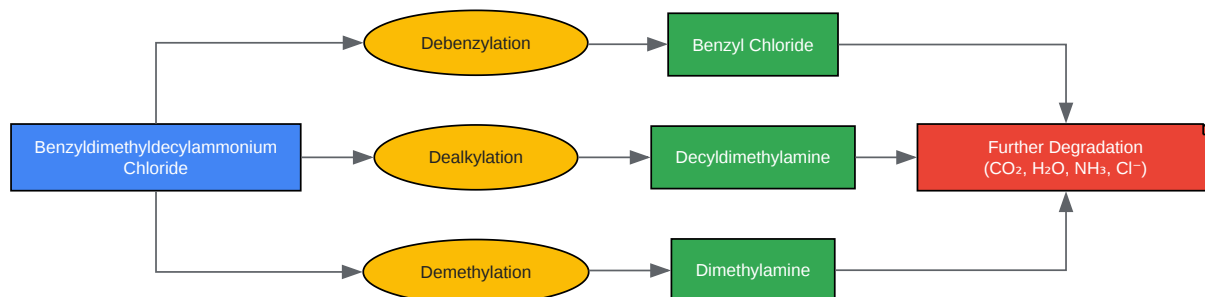 Debenzylation
Benzyl Chloride
Benzyldimethyldecylammonium
Chloride
Dealkylation
Decyldimethylamine
Further Degradation
(CO₂, H₂O, NH₃, Cl⁻)
Demethylation
Dimethylamine